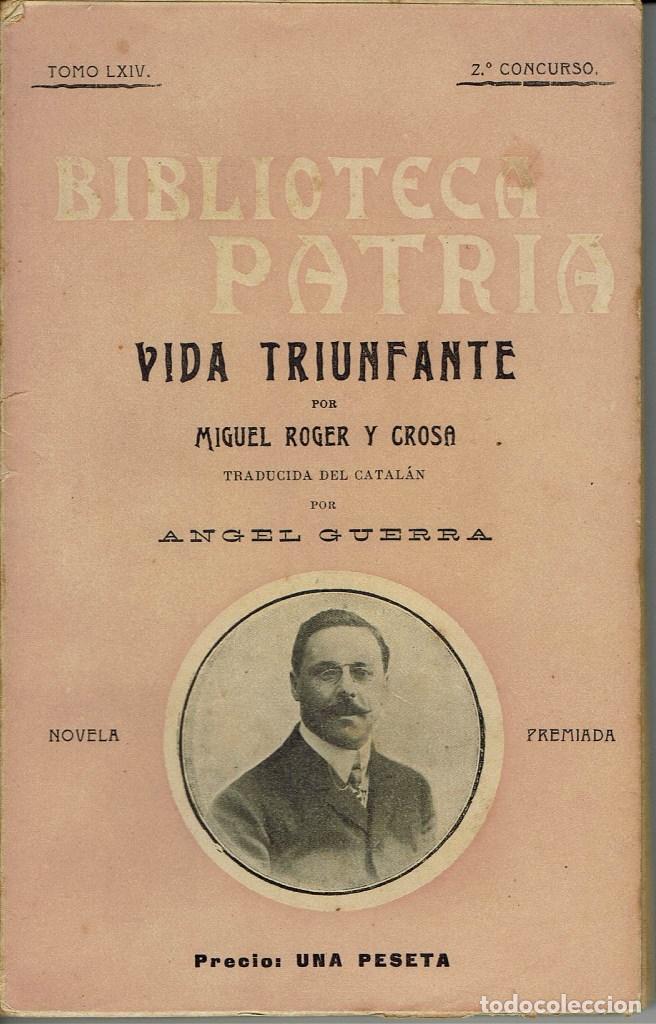 TOMO LXIV.
2.º CONCURSO.
BIBLIOTECA
PATRIA
VIDA TRIUNFANTE
POR
MIGUEL ROGER Y CROSA
TRADUCIDA DEL CATALÁN
POR
ANGEL GUERRA
NOVELA
PREMIADA
Precio: UNA PESETA
todocoleccion